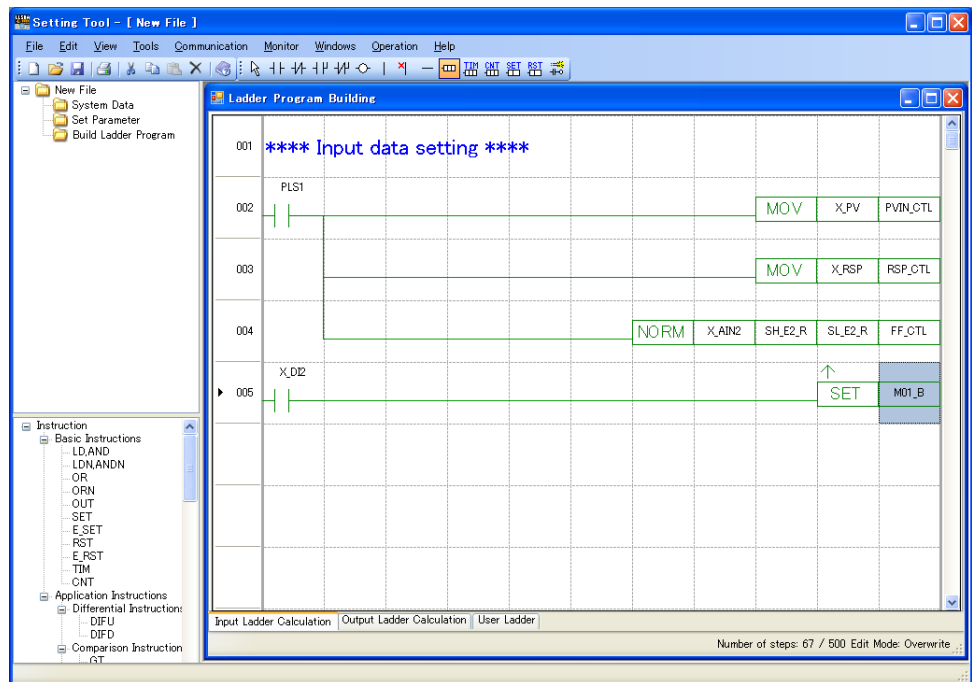 Setting Tool - [ New File ]
File Edit View Tools Communication Monitor Windows Operation Help
TIM CNT SET RST
New File
System Data
Set Parameter
Build Ladder Program
Ladder Program Building
001 **** Input data setting ****
PLS1
002 MOV X_PV PVIN_CTL
003 MOV X_RSP RSP_CTL
004 NORM X_AIN2 SH_E2_R SL_E2_R FF_CTL
X_DI2
005 SET M01_B
Instruction
Basic Instructions
LD,AND
LDN,ANDN
OR
ORN
OUT
SET
E_SET
RST
E_RST
TIM
CNT
Application Instructions
Differential Instructions
DIFU
DIFD
Comparison Instruction
GT
Input Ladder Calculation Output Ladder Calculation User Ladder
Number of steps: 67 / 500 Edit Mode: Overwrite